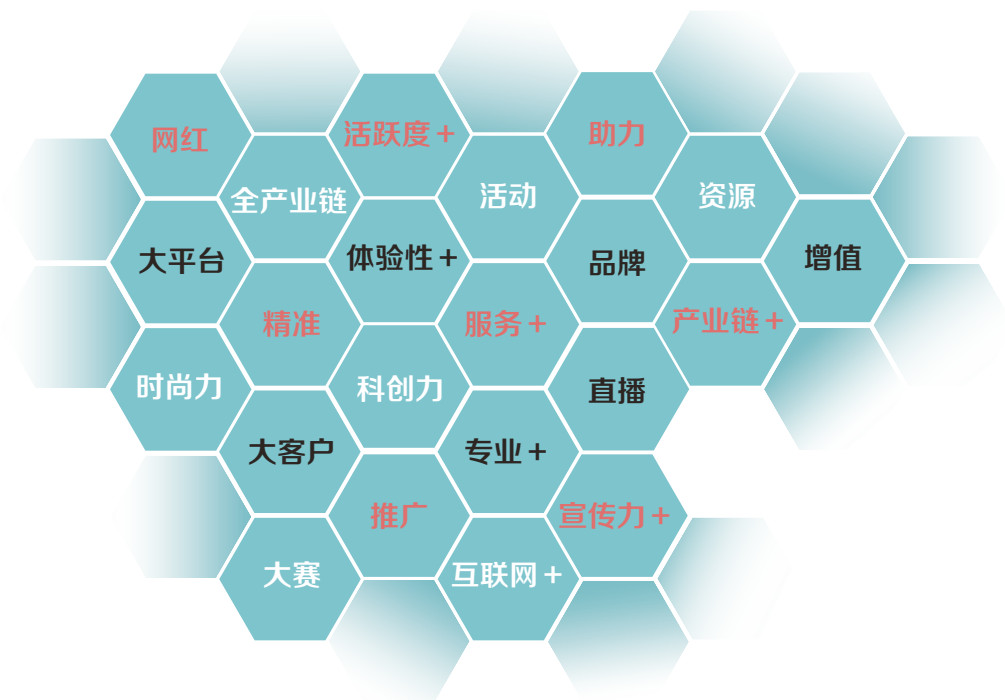 网红
活跃度+
助力
全产业链
活动
资源
大平台
体验性+
品牌
增值
精准
服务+
产业链+
时尚力
科创力
直播
大客户
专业+
推广
宣传力+
大赛
互联网+